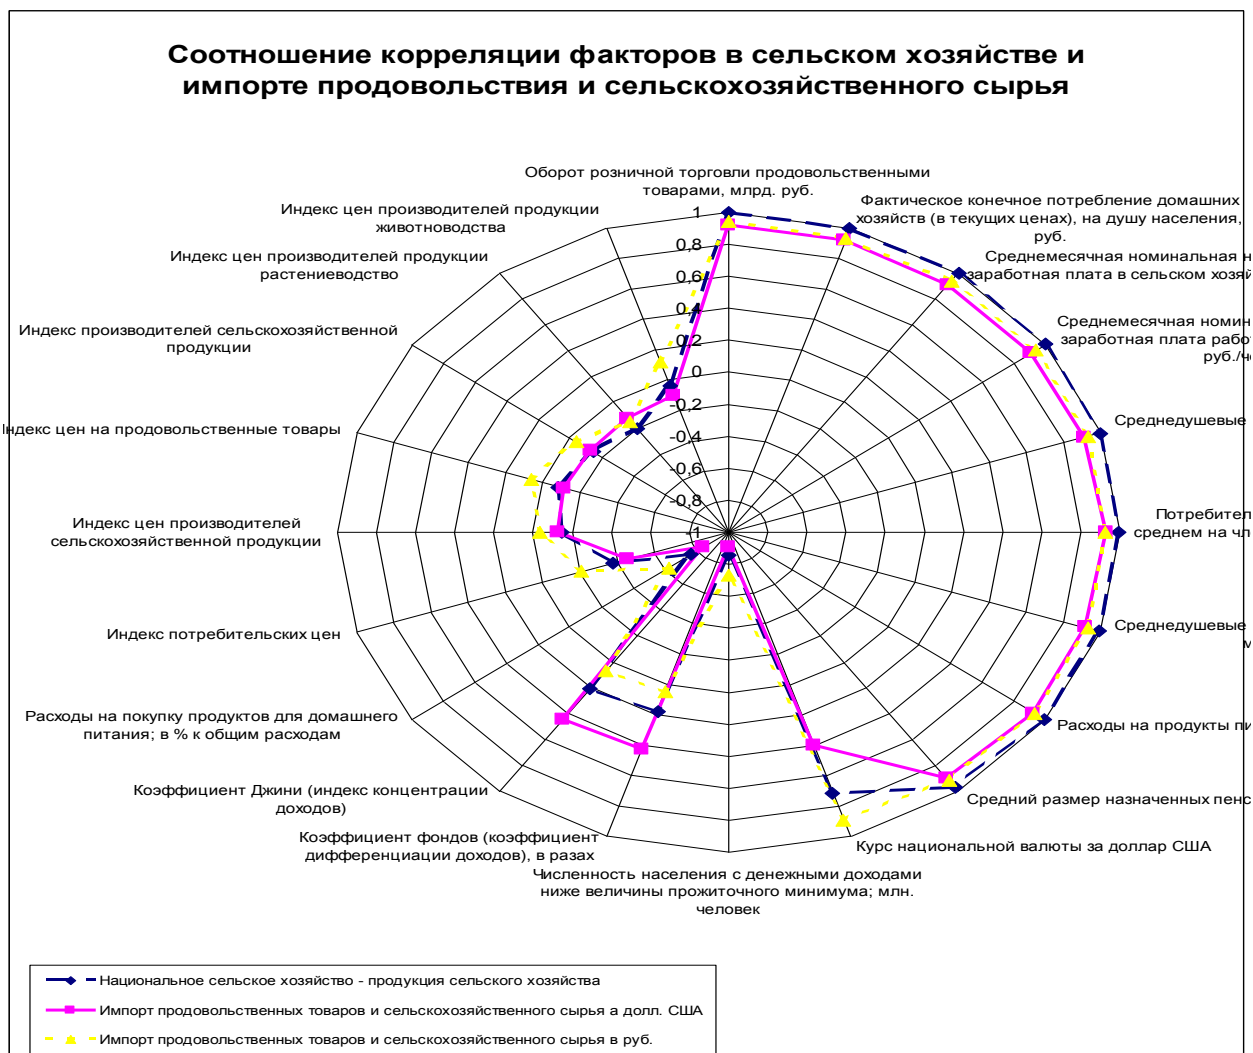 Соотношение корреляции факторов в сельском хозяйстве и
импорте продовольствия и сельскохозяйственного сырья
Оборот розничной торговли продовольственными
товарами, млрд. руб.
Фактическое конечное потребление домашних
хозяйств (в текущих ценах), на душу населения,
руб.
Среднемесячная номинальная н
заработная плата в сельском хозяй
Среднемесячная номин
заработная плата рабо
руб./че
Среднедушевые
Потребител
среднем на чл
Среднедушевые
м
Расходы на продукты пи
Средний размер назначенных пенс
Курс национальной валюты за доллар США
Численность населения с денежными доходами
ниже величины прожиточного минимума; млн.
человек
Коэффициент фондов (коэффициент
дифференциации доходов), в разах
Коэффициент Джини (индекс концентрации
доходов)
Расходы на покупку продуктов для домашнего
питания; в % к общим расходам
Индекс потребительских цен
Индекс цен производителей
сельскохозяйственной продукции
Индекс цен на продовольственные товары
Индекс производителей сельскохозяйственной
продукции
Индекс цен производителей продукции
растениеводство
Индекс цен производителей продукции
животноводства
1
0,8
0,6
0,4
0,2
0
-0,2
-0,4
-0,6
-0,8
-1
Национальное сельское хозяйство - продукция сельского хозяйства
Импорт продовольственных товаров и сельскохозяйственного сырья а долл. США
Импорт продовольственных товаров и сельскохозяйственного сырья в руб.